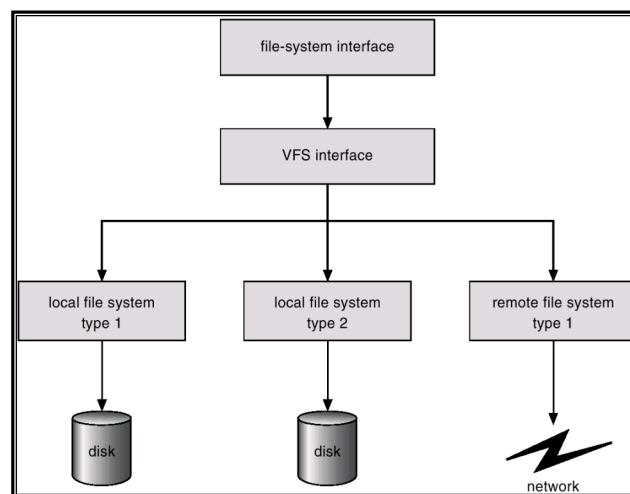 file-system interface
VFS interface
local file system
type 1
local file system
type 2
remote file system
type 1
disk
disk
network